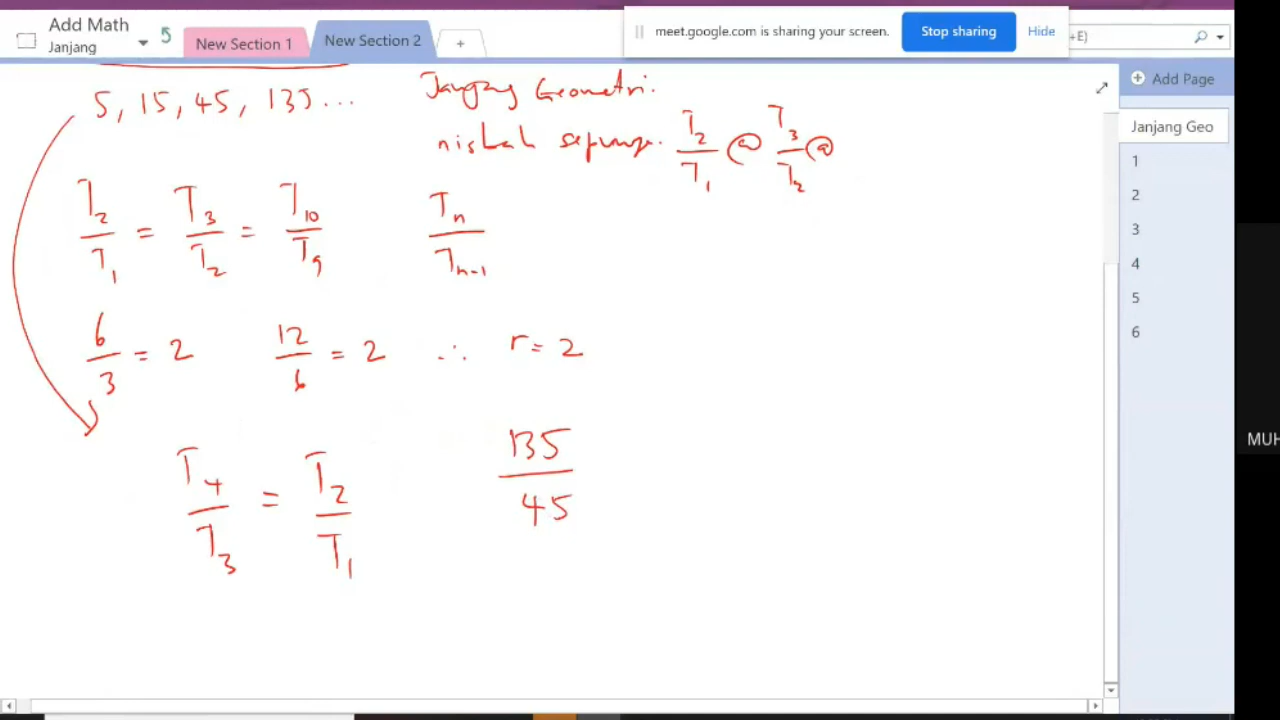 Add Math
Janjang
New Section 1
New Section 2
+
meet.google.com is sharing your screen.
Stop sharing
Hide
+E)
Add Page
Janjang Geo
1
2
3
4
5
6
MUH
5, 15, 45, 135...
Janjang Geometri.
nisbah sepunya. T2/T1 @ T3/T2 @
T2/T1 = T3/T2 = T10/T9
Tn/Tn-1
6/3 = 2
12/6 = 2 ∴ r = 2
T4/T3 = T2/T1
135/45